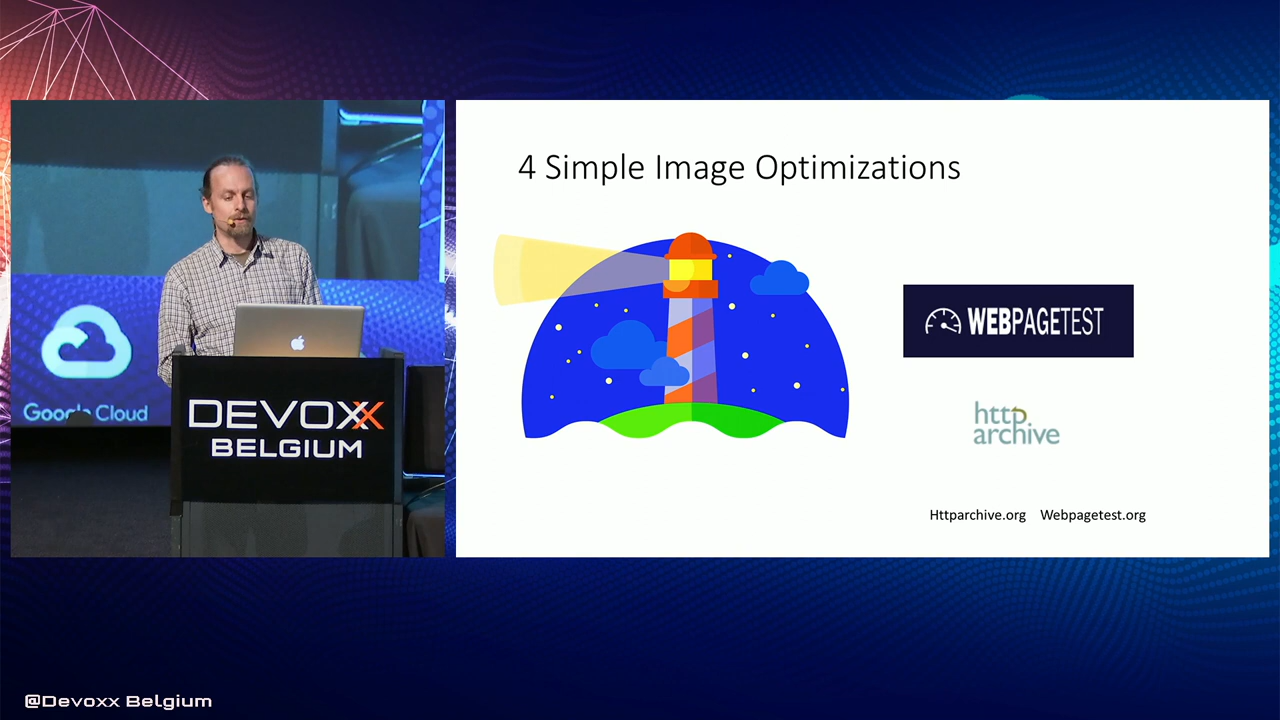 4 Simple Image Optimizations
WEBPAGETEST
http
archive
Httparchive.org Webpagetest.org
Google Cloud
DEVOXX
BELGIUM
@Devoxx Belgium